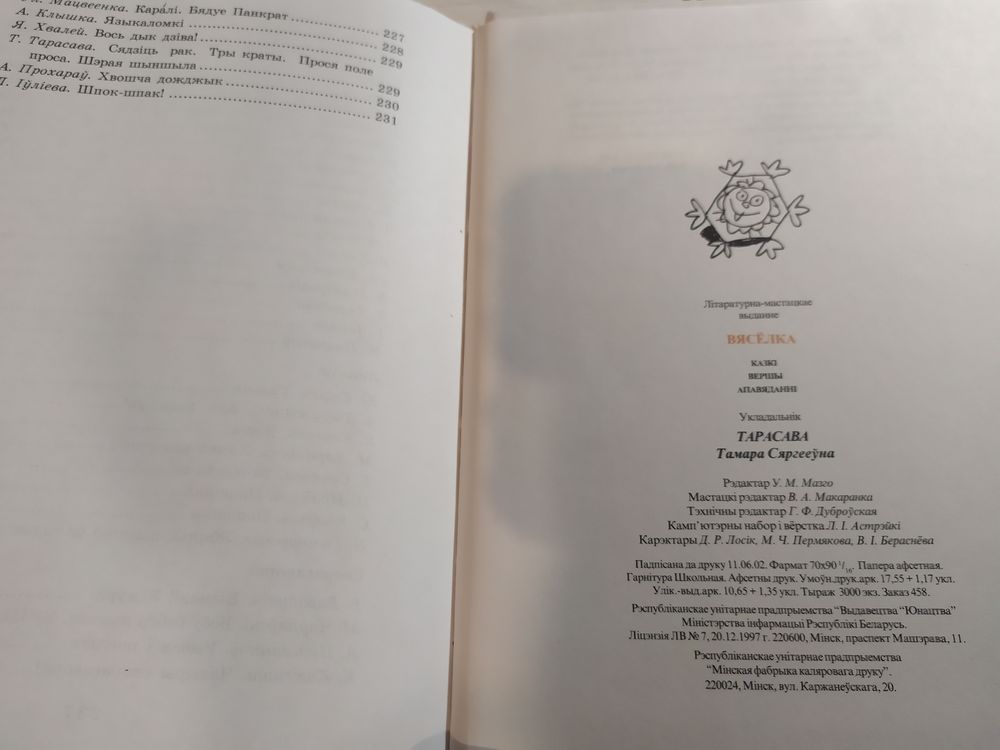 Мацвеенка. Кара́лі. Бядуе Панкрат ........ 227
А. Клышка. Языкаломкі ........ 228
Я. Хвалей. Вось дык дзіва! ........ 229
Т. Тарасава. Сядзіць рак. Тры краты. Прося поле
проса. Шэрая шыншыла ........ 229
А. Прохараў. Хвошча дожджык ........ 230
Іўліева. Шпок-шпак! ........ 231
Літаратурна-мастацкае
выданне
ВЯСЁЛКА
КАЗКІ
ВЕРШЫ
АПАВЯДАННІ
Укладальнік
ТАРАСАВА
Тамара Сяргееўна
Рэдактар У. М. Мазго
Мастацкі рэдактар В. А. Макаранка
Тэхнічны рэдактар Г. Ф. Дуброўская
Камп’ютэрны набор і вёрстка Л. І. Астрэйкі
Карэктары Д. Р. Лосік, М. Ч. Пермякова, В. І. Бераснёва
Падпісана да друку 11.06.02. Фармат 70х90 1/16. Папера афсетная.
Гарнітура Школьная. Афсетны друк. Умоўн.друк.арк. 17,55 + 1,17 укл.
Улік.-выд.арк. 10,65 + 1,35 укл. Тыраж 3000 экз. Заказ 458.
Рэспубліканскае унітарнае прадпрыемства “Выдавецтва “Юнацтва”
Міністэрства інфармацыі Рэспублікі Беларусь.
Ліцэнзія ЛВ № 7, 20.12.1997 г. 220600, Мінск, праспект Машэрава, 11.
Рэспубліканскае унітарнае прадпрыемства
“Мінская фабрыка каляровага друку”.
220024, Мінск, вул. Каржанеўскага, 20.